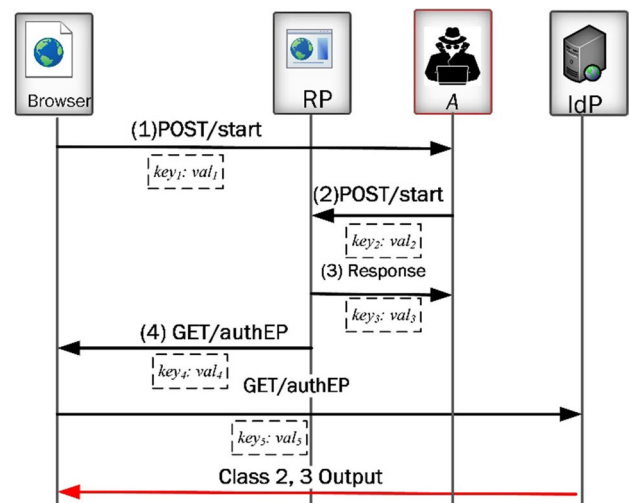 Browser
RP
A
IdP
(1)POST/start
key₁: val₁
(2)POST/start
key₂: val₂
(3) Response
key₃: val₃
(4) GET/authEP
key₄: val₄
GET/authEP
key₅: val₅
Class 2, 3 Output